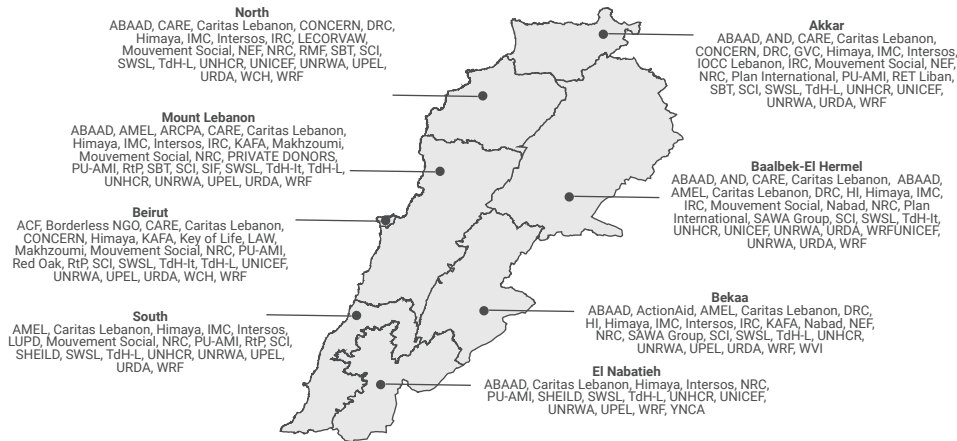 North
ABAAD, CARE, Caritas Lebanon, CONCERN, DRC,
Himaya, IMC, Intersos, IRC, LECORVAW,
Mouvement Social, NEF, NRC, RMF, SBT, SCI,
SWSL, TdH-L, UNHCR, UNICEF, UNRWA, UPEL,
URDA, WCH, WRF
Akkar
ABAAD, AND, CARE, Caritas Lebanon,
CONCERN, DRC, GVC, Himaya, IMC, Intersos,
IOCC Lebanon, IRC, Mouvement Social, NEF,
NRC, Plan International, PU-AMI, RET Liban,
SBT, SCI, SWSL, TdH-L, UNHCR, UNICEF,
UNRWA, URDA, WRF
Mount Lebanon
ABAAD, AMEL, ARCPA, CARE, Caritas Lebanon,
Himaya, IMC, Intersos, IRC, KAFA, Makhzoumi,
Mouvement Social, NRC, PRIVATE DONORS,
PU-AMI, RtP, SBT, SCI, SIF, SWSL, TdH-It, TdH-L,
UNHCR, UNRWA, UPEL, URDA, WRF
Baalbek-El Hermel
ABAAD, AND, CARE, Caritas Lebanon, ABAAD,
AMEL, Caritas Lebanon, DRC, HI, Himaya, IMC,
IRC, Mouvement Social, Nabad, NRC, Plan
International, SAWA Group, SCI, SWSL, TdH-It,
UNHCR, UNICEF, UNRWA, URDA, WRFUNICEF,
UNRWA, URDA, WRF
Beirut
ACF, Borderless NGO, CARE, Caritas Lebanon,
CONCERN, Himaya, KAFA, Key of Life, LAW,
Makhzoumi, Mouvement Social, NRC, PU-AMI,
Red Oak, RtP, SCI, SWSL, TdH-It, TdH-L, UNICEF,
UNRWA, UPEL, URDA, WCH, WRF
Bekaa
ABAAD, ActionAid, AMEL, Caritas Lebanon, DRC,
HI, Himaya, IMC, Intersos, IRC, KAFA, Nabad, NEF,
NRC, SAWA Group, SCI, SWSL, TdH-L, UNHCR,
UNRWA, UPEL, URDA, WRF, WVI
South
AMEL, Caritas Lebanon, Himaya, IMC, Intersos,
LUPD, Mouvement Social, NRC, PU-AMI, RtP, SCI,
SHEILD, SWSL, TdH-L, UNHCR, UNRWA, UPEL,
URDA, WRF
El Nabatieh
ABAAD, Caritas Lebanon, Himaya, Intersos, NRC,
PU-AMI, SHEILD, SWSL, TdH-L, UNHCR, UNICEF,
UNRWA, UPEL, WRF, YNCA